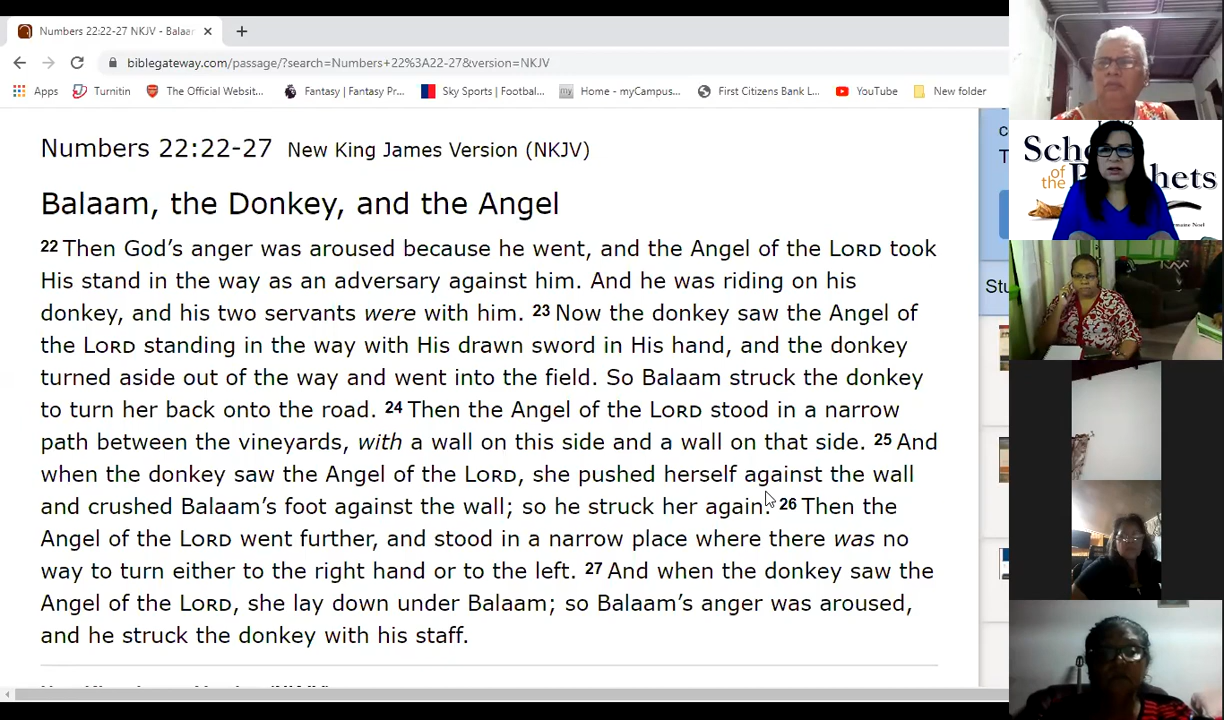 Numbers 22:22-27 NKJV - Balaa
biblegateway.com/passage/?search=Numbers+22%3A22-27&version=NKJV
Apps Turnitin The Official Websit... Fantasy | Fantasy Pr... Sky Sports | Footbal... Home - myCampus... First Citizens Bank L... YouTube New folder
Numbers 22:22-27 New King James Version (NKJV)
Balaam, the Donkey, and the Angel
22 Then God’s anger was aroused because he went, and the Angel of the LORD took
His stand in the way as an adversary against him. And he was riding on his
donkey, and his two servants were with him. 23 Now the donkey saw the Angel of
the LORD standing in the way with His drawn sword in His hand, and the donkey
turned aside out of the way and went into the field. So Balaam struck the donkey
to turn her back onto the road. 24 Then the Angel of the LORD stood in a narrow
path between the vineyards, with a wall on this side and a wall on that side. 25 And
when the donkey saw the Angel of the LORD, she pushed herself against the wall
and crushed Balaam’s foot against the wall; so he struck her again. 26 Then the
Angel of the LORD went further, and stood in a narrow place where there was no
way to turn either to the right hand or to the left. 27 And when the donkey saw the
Angel of the LORD, she lay down under Balaam; so Balaam’s anger was aroused,
and he struck the donkey with his staff.
Stu
of
the